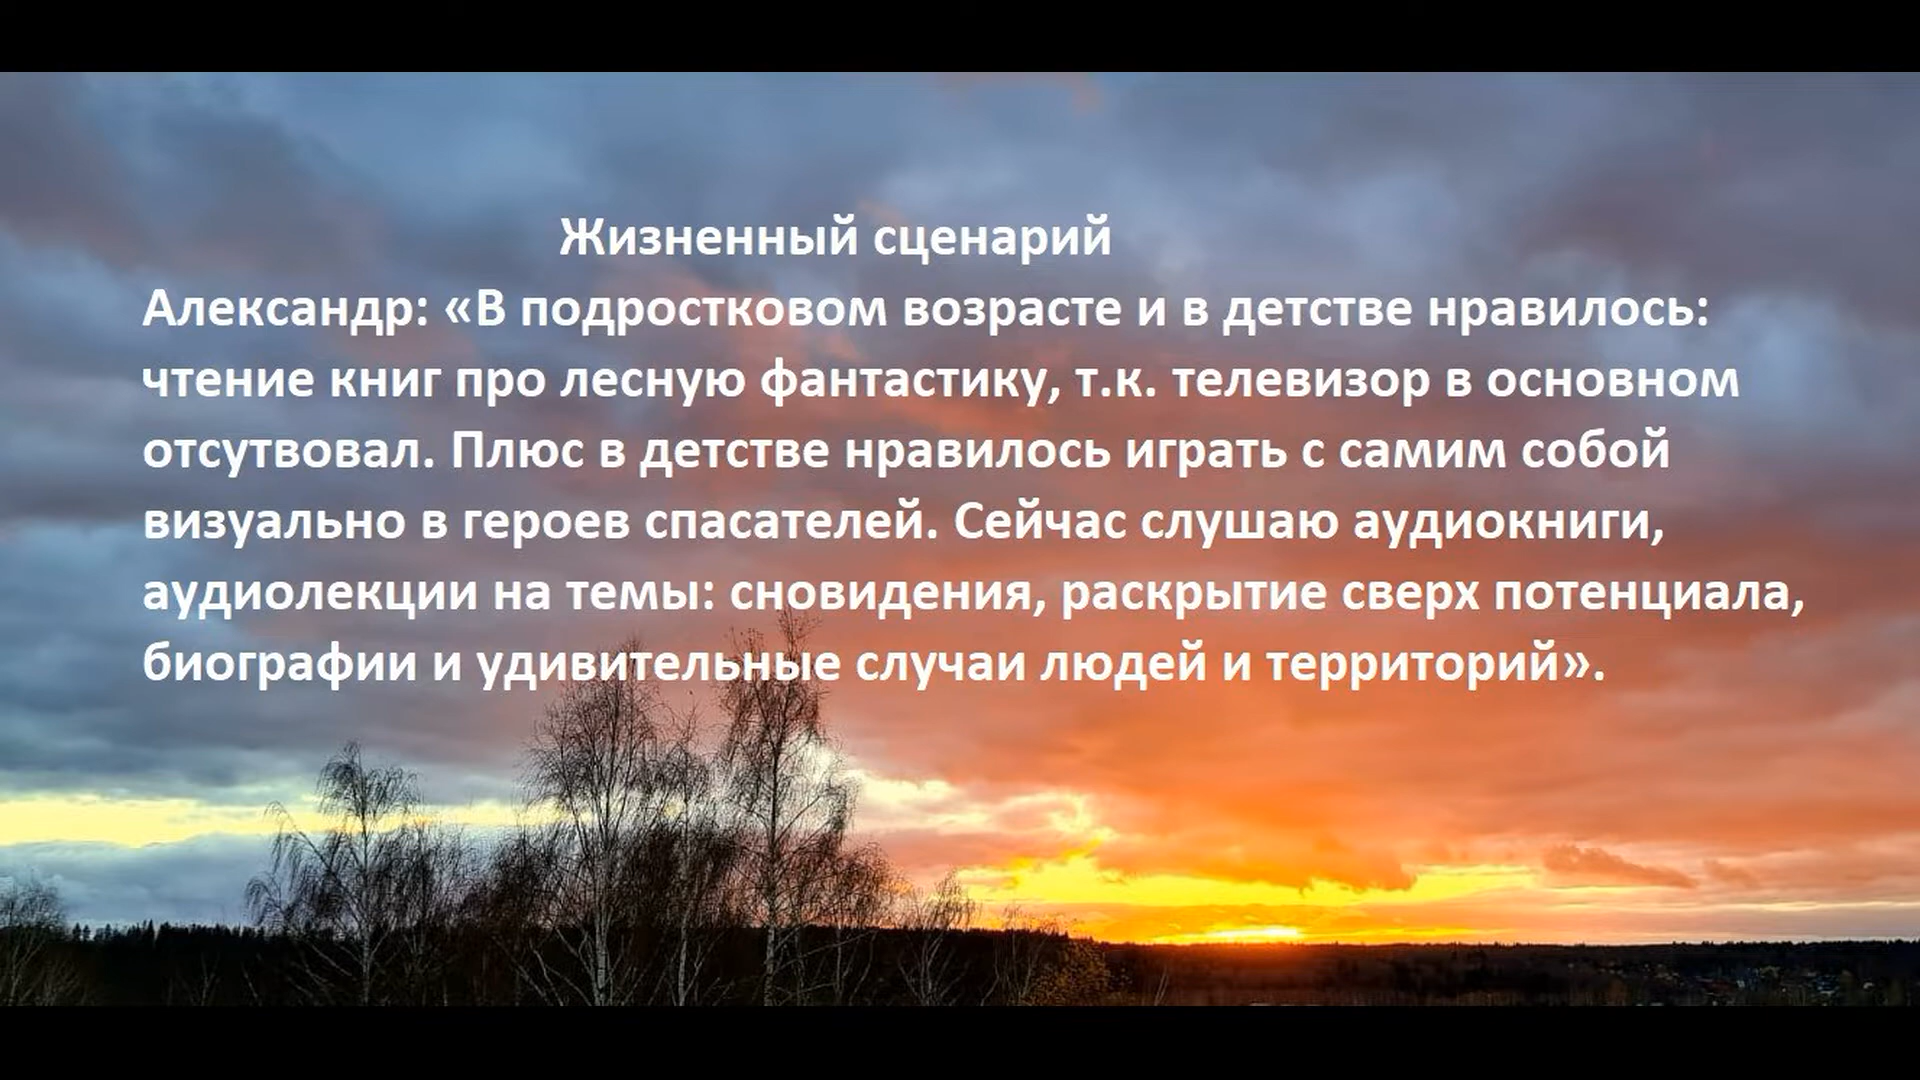 Жизненный сценарий
Александр: «В подростковом возрасте и в детстве нравилось:
чтение книг про лесную фантастику, т.к. телевизор в основном
отсутвовал. Плюс в детстве нравилось играть с самим собой
визуально в героев спасателей. Сейчас слушаю аудиокниги,
аудиолекции на темы: сновидения, раскрытие сверх потенциала,
биографии и удивительные случаи людей и территорий».